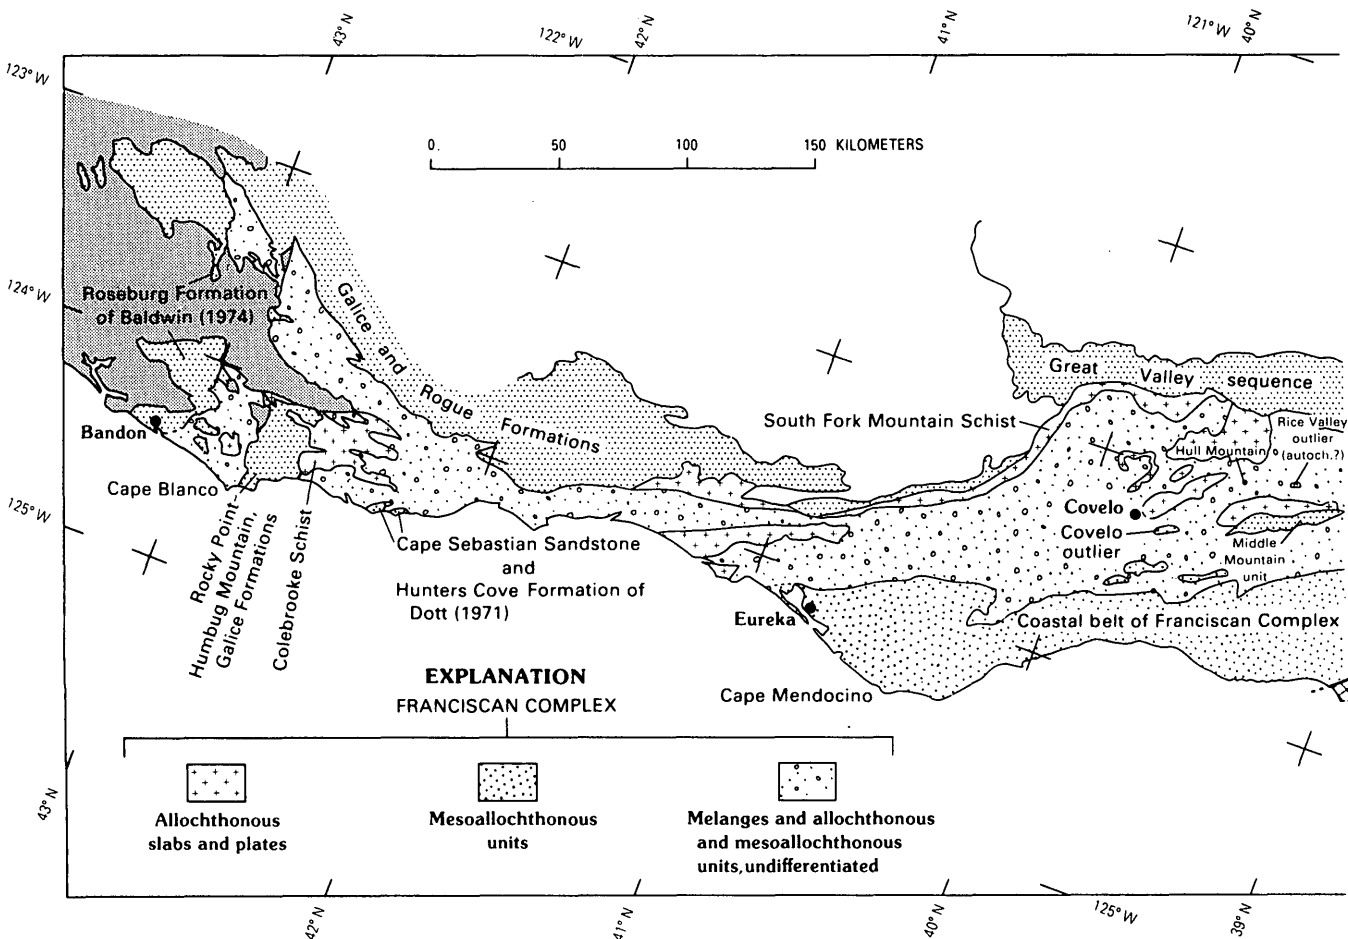 43° N
122° W
42° N
41° N
121° W
40° N
123° W
0.
50
100
150 KILOMETERS
124° W
Roseburg Formation
of Baldwin (1974)
Galice and Rogue Formations
Great Valley sequence
South Fork Mountain Schist
Rice Valley
outlier
(autoch.?)
Hull Mountain
Bandon
Cape Blanco
125° W
Covelo
Covelo
outlier
Middle
Mountain
unit
Rocky Point
Humbug Mountain,
Galice Formations
Colebrooke Schist
Cape Sebastian Sandstone
and
Hunters Cove Formation of
Dott (1971)
Eureka
Coastal belt of Franciscan Complex
Cape Mendocino
EXPLANATION
FRANCISCAN COMPLEX
Allochthonous
slabs and plates
Mesoallochthonous
units
Melanges and allochthonous
and mesoallochthonous
units, undifferentiated
43° N
42° N
41° N
40° N
125° W
39° N